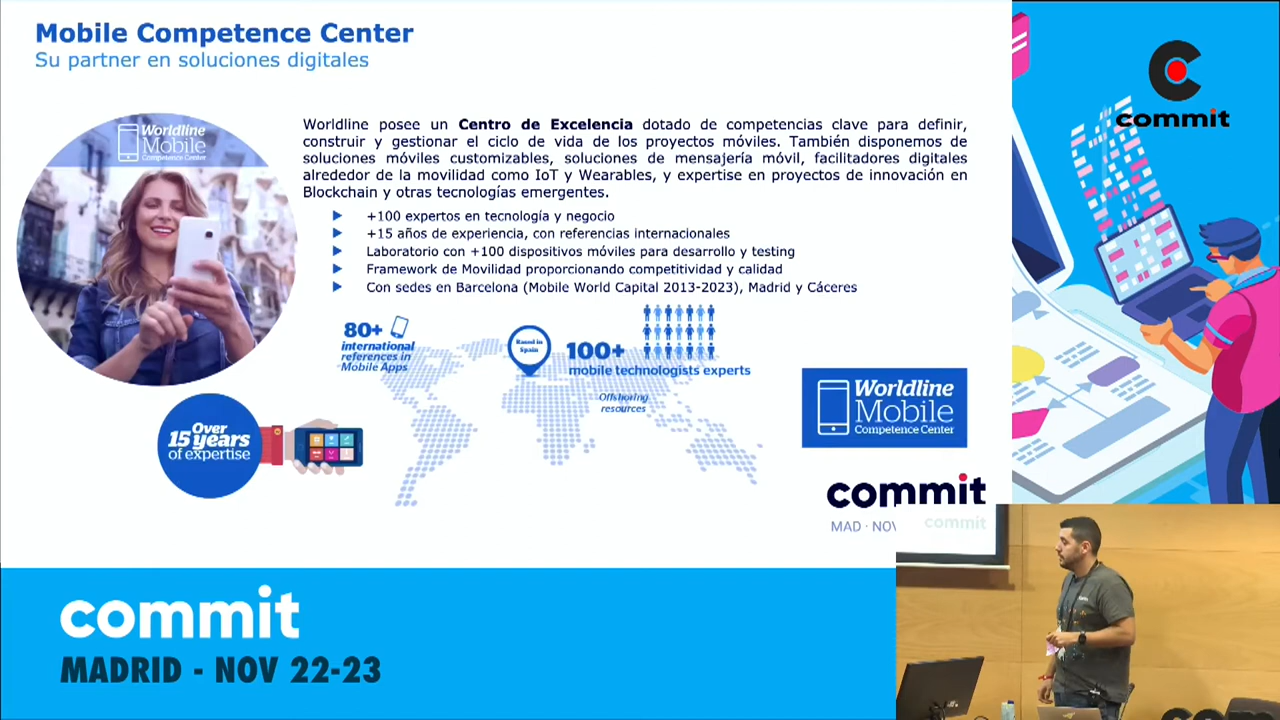 Mobile Competence Center
Su partner en soluciones digitales
Worldline
Mobile
Competence Center
Worldline posee un Centro de Excelencia dotado de competencias clave para definir,
construir y gestionar el ciclo de vida de los proyectos móviles. También disponemos de
soluciones móviles customizables, soluciones de mensajería móvil, facilitadores digitales
alrededor de la movilidad como IoT y Wearables, y expertise en proyectos de innovación en
Blockchain y otras tecnologías emergentes.
+100 expertos en tecnología y negocio
+15 años de experiencia, con referencias internacionales
Laboratorio con +100 dispositivos móviles para desarrollo y testing
Framework de Movilidad proporcionando competitividad y calidad
Con sedes en Barcelona (Mobile World Capital 2013-2023), Madrid y Cáceres
80+
international
references in
Mobile Apps
Based in
Spain
100+
mobile technologists experts
Offshoring
resources
Over
15 years
of expertise
Worldline
Mobile
Competence Center
commit
MAD · NOV
commit
commit
commit
MADRID - NOV 22-23